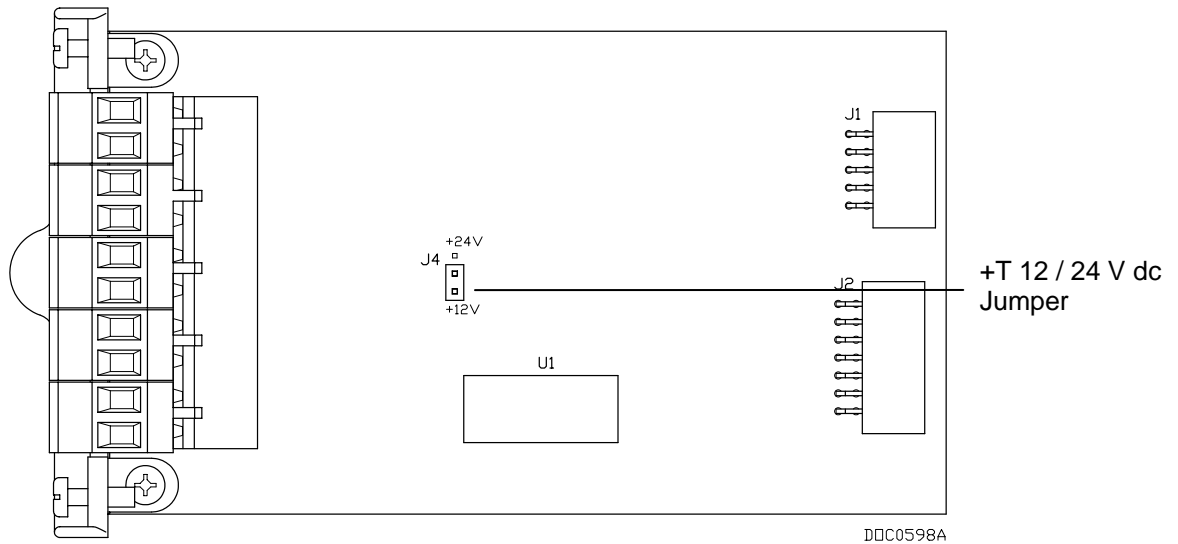 J1
+24V
J4
+T 12 / 24 V dc
Jumper
J2
+12V
U1
DOC0598A